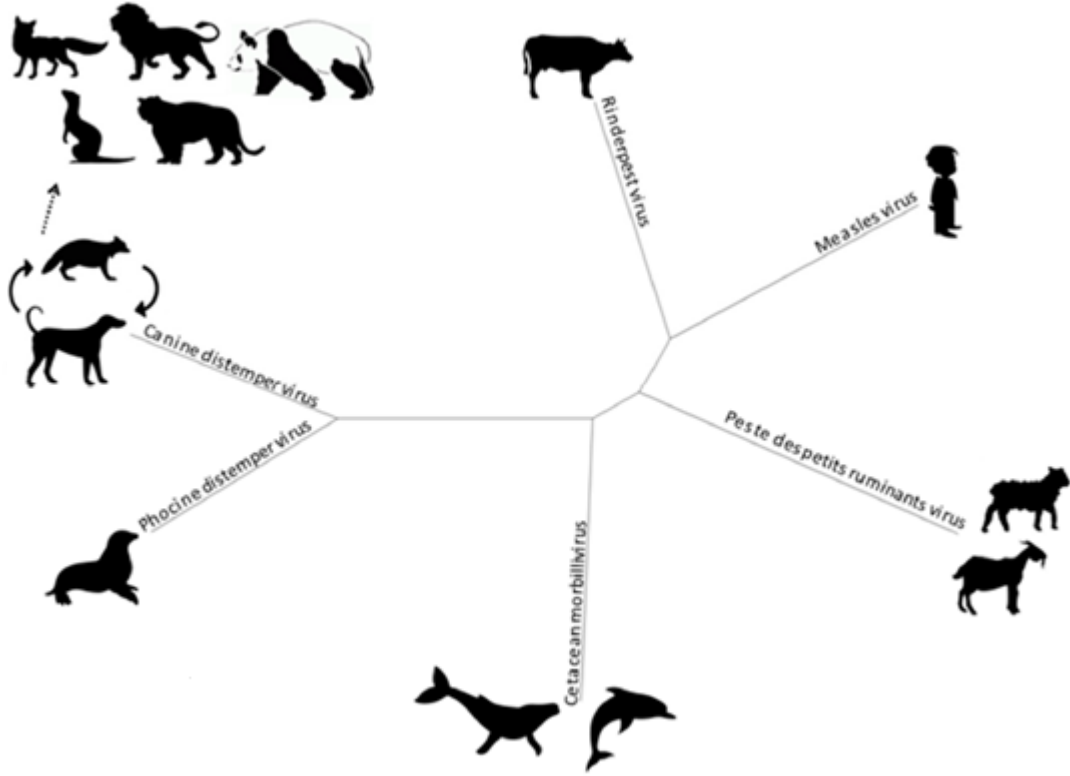 Rinderpest virus
Measles virus
Canine distemper virus
Peste des petits ruminants virus
Phocine distemper virus
Cetacean morbillivirus